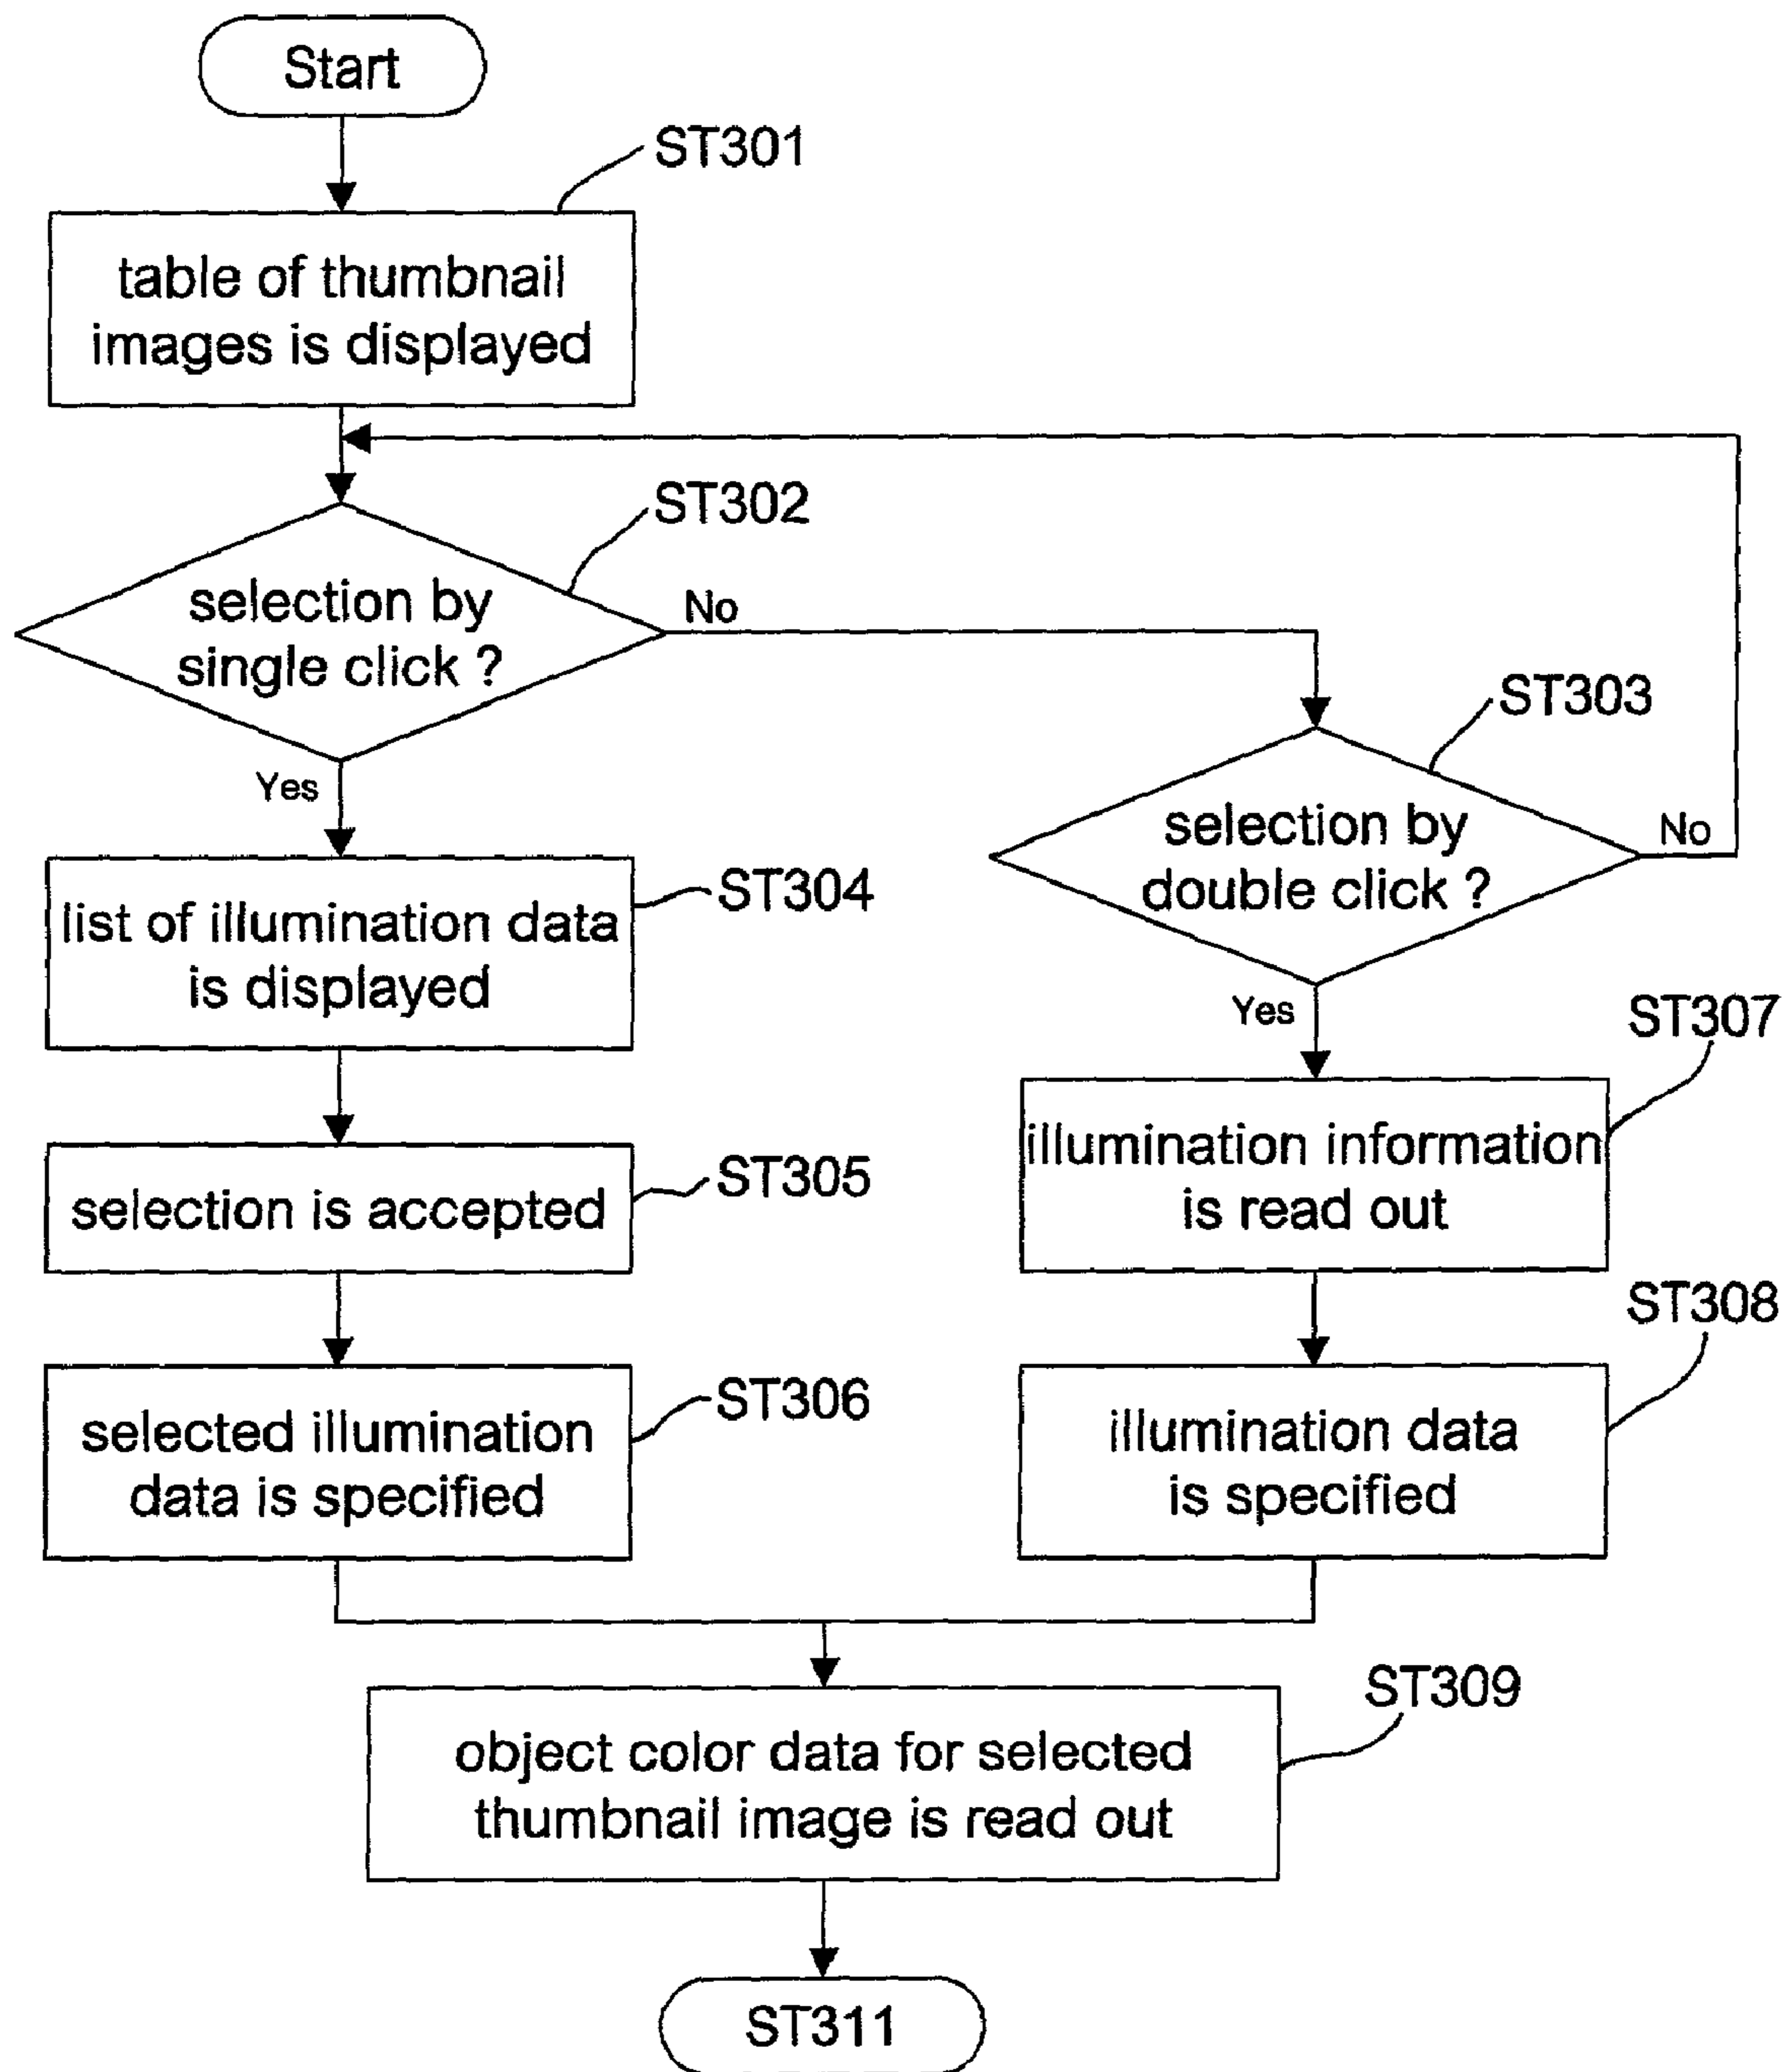 Start
ST301
table of thumbnail
images is displayed
ST302
selection by
single click ?
No
Yes
ST303
selection by
double click ?
No
Yes
ST304
list of illumination data
is displayed
ST305
selection is accepted
ST306
selected illumination
data is specified
ST307
illumination information
is read out
ST308
illumination data
is specified
ST309
object color data for selected
thumbnail image is read out
ST311